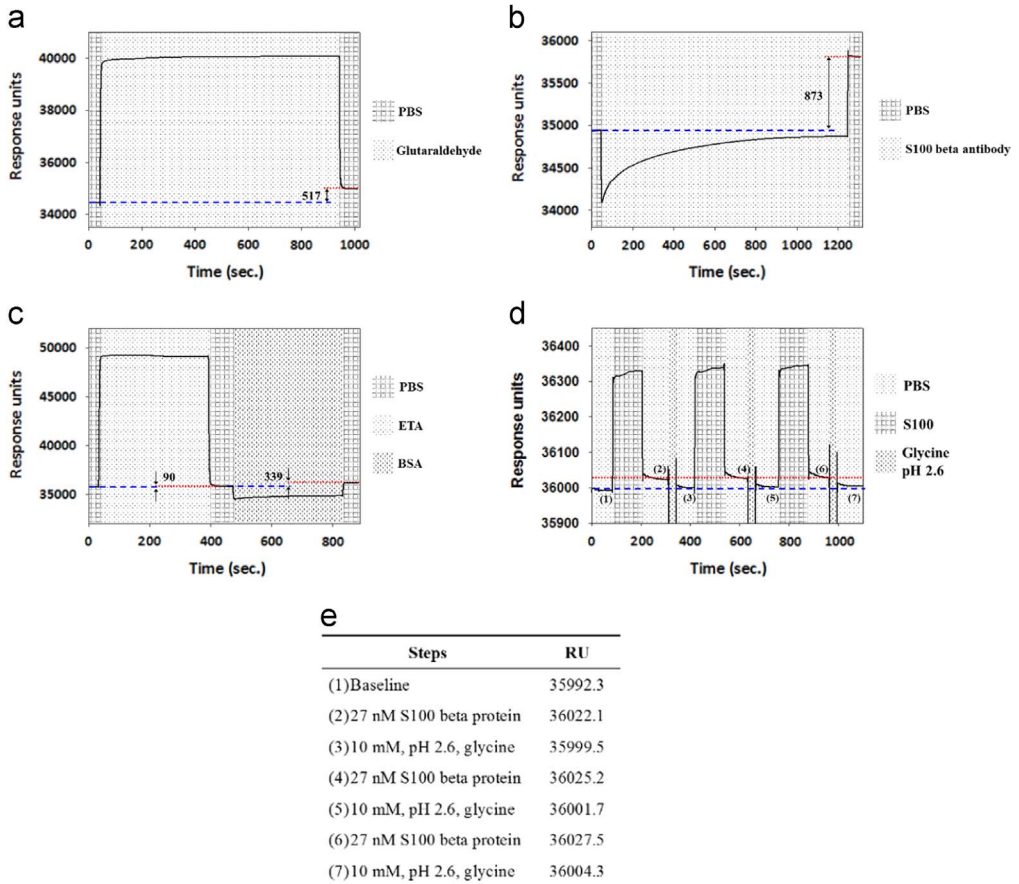 a
Response units
40000
38000
36000
34000
517
0 200 400 600 800 1000
Time (sec.)
PBS
Glutaraldehyde
b
Response units
36000
35500
35000
34500
34000
873
0 200 400 600 800 1000 1200
Time (sec.)
PBS
S100 beta antibody
c
Response units
50000
47000
44000
41000
38000
35000
90
339
0 200 400 600 800
Time (sec.)
PBS
ETA
BSA
d
Response units
36400
36300
36200
36100
36000
35900
(1)
(2)
(3)
(4)
(5)
(6)
(7)
0 200 400 600 800 1000
Time (sec.)
PBS
S100
Glycine
pH 2.6
e
Steps RU
(1)Baseline 35992.3
(2)27 nM S100 beta protein 36022.1
(3)10 mM, pH 2.6, glycine 35999.5
(4)27 nM S100 beta protein 36025.2
(5)10 mM, pH 2.6, glycine 36001.7
(6)27 nM S100 beta protein 36027.5
(7)10 mM, pH 2.6, glycine 36004.3